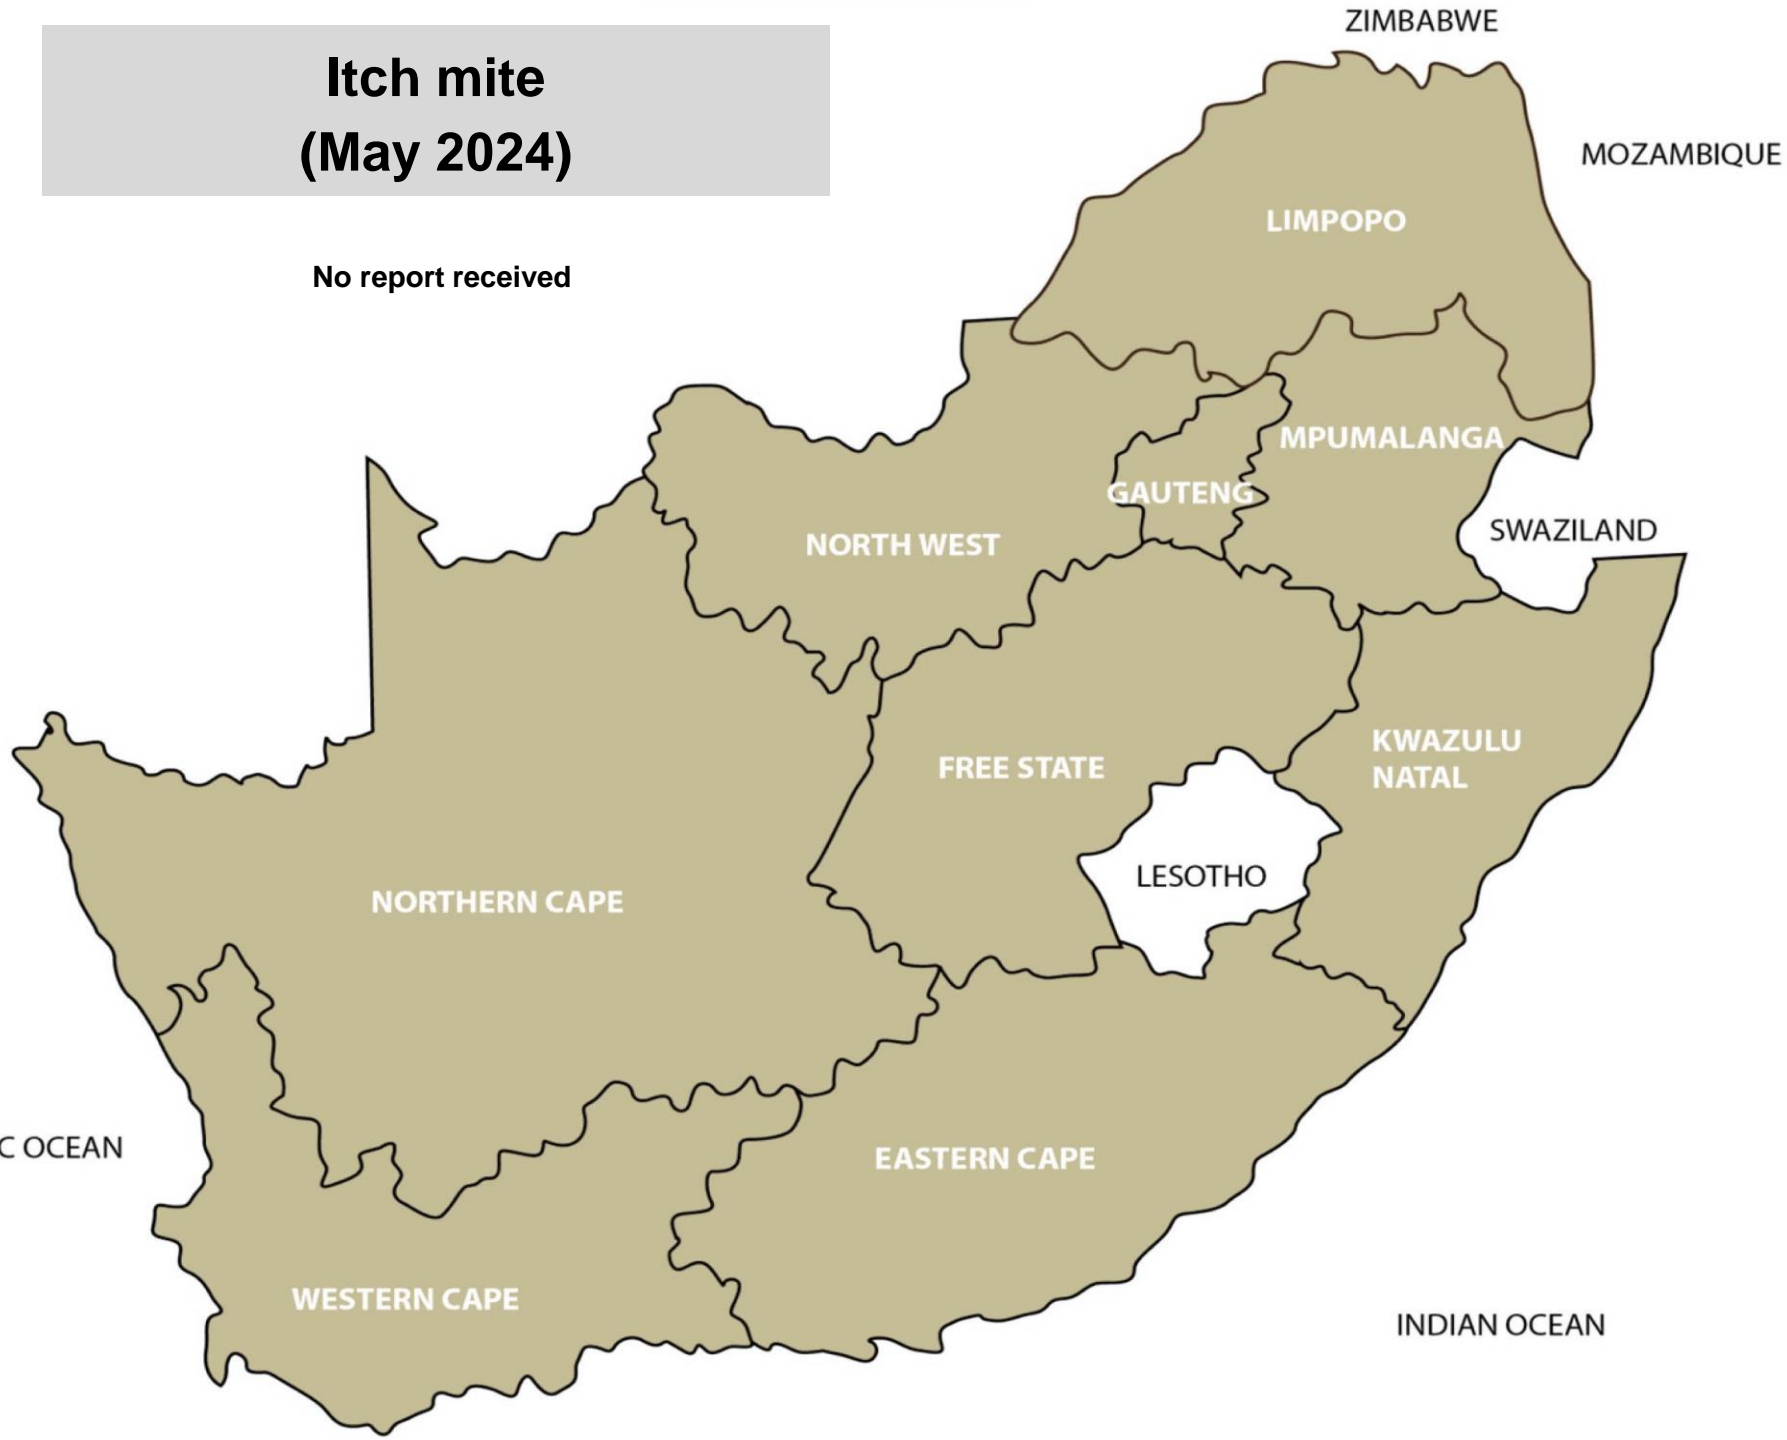 ZIMBABWE
Itch mite
(May 2024)
MOZAMBIQUE
LIMPOPO
No report received
MPUMALANGA
GAUTENG
SWAZILAND
NORTH WEST
KWAZULU
NATAL
FREE STATE
LESOTHO
NORTHERN CAPE
C OCEAN
EASTERN CAPE
WESTERN CAPE
INDIAN OCEAN